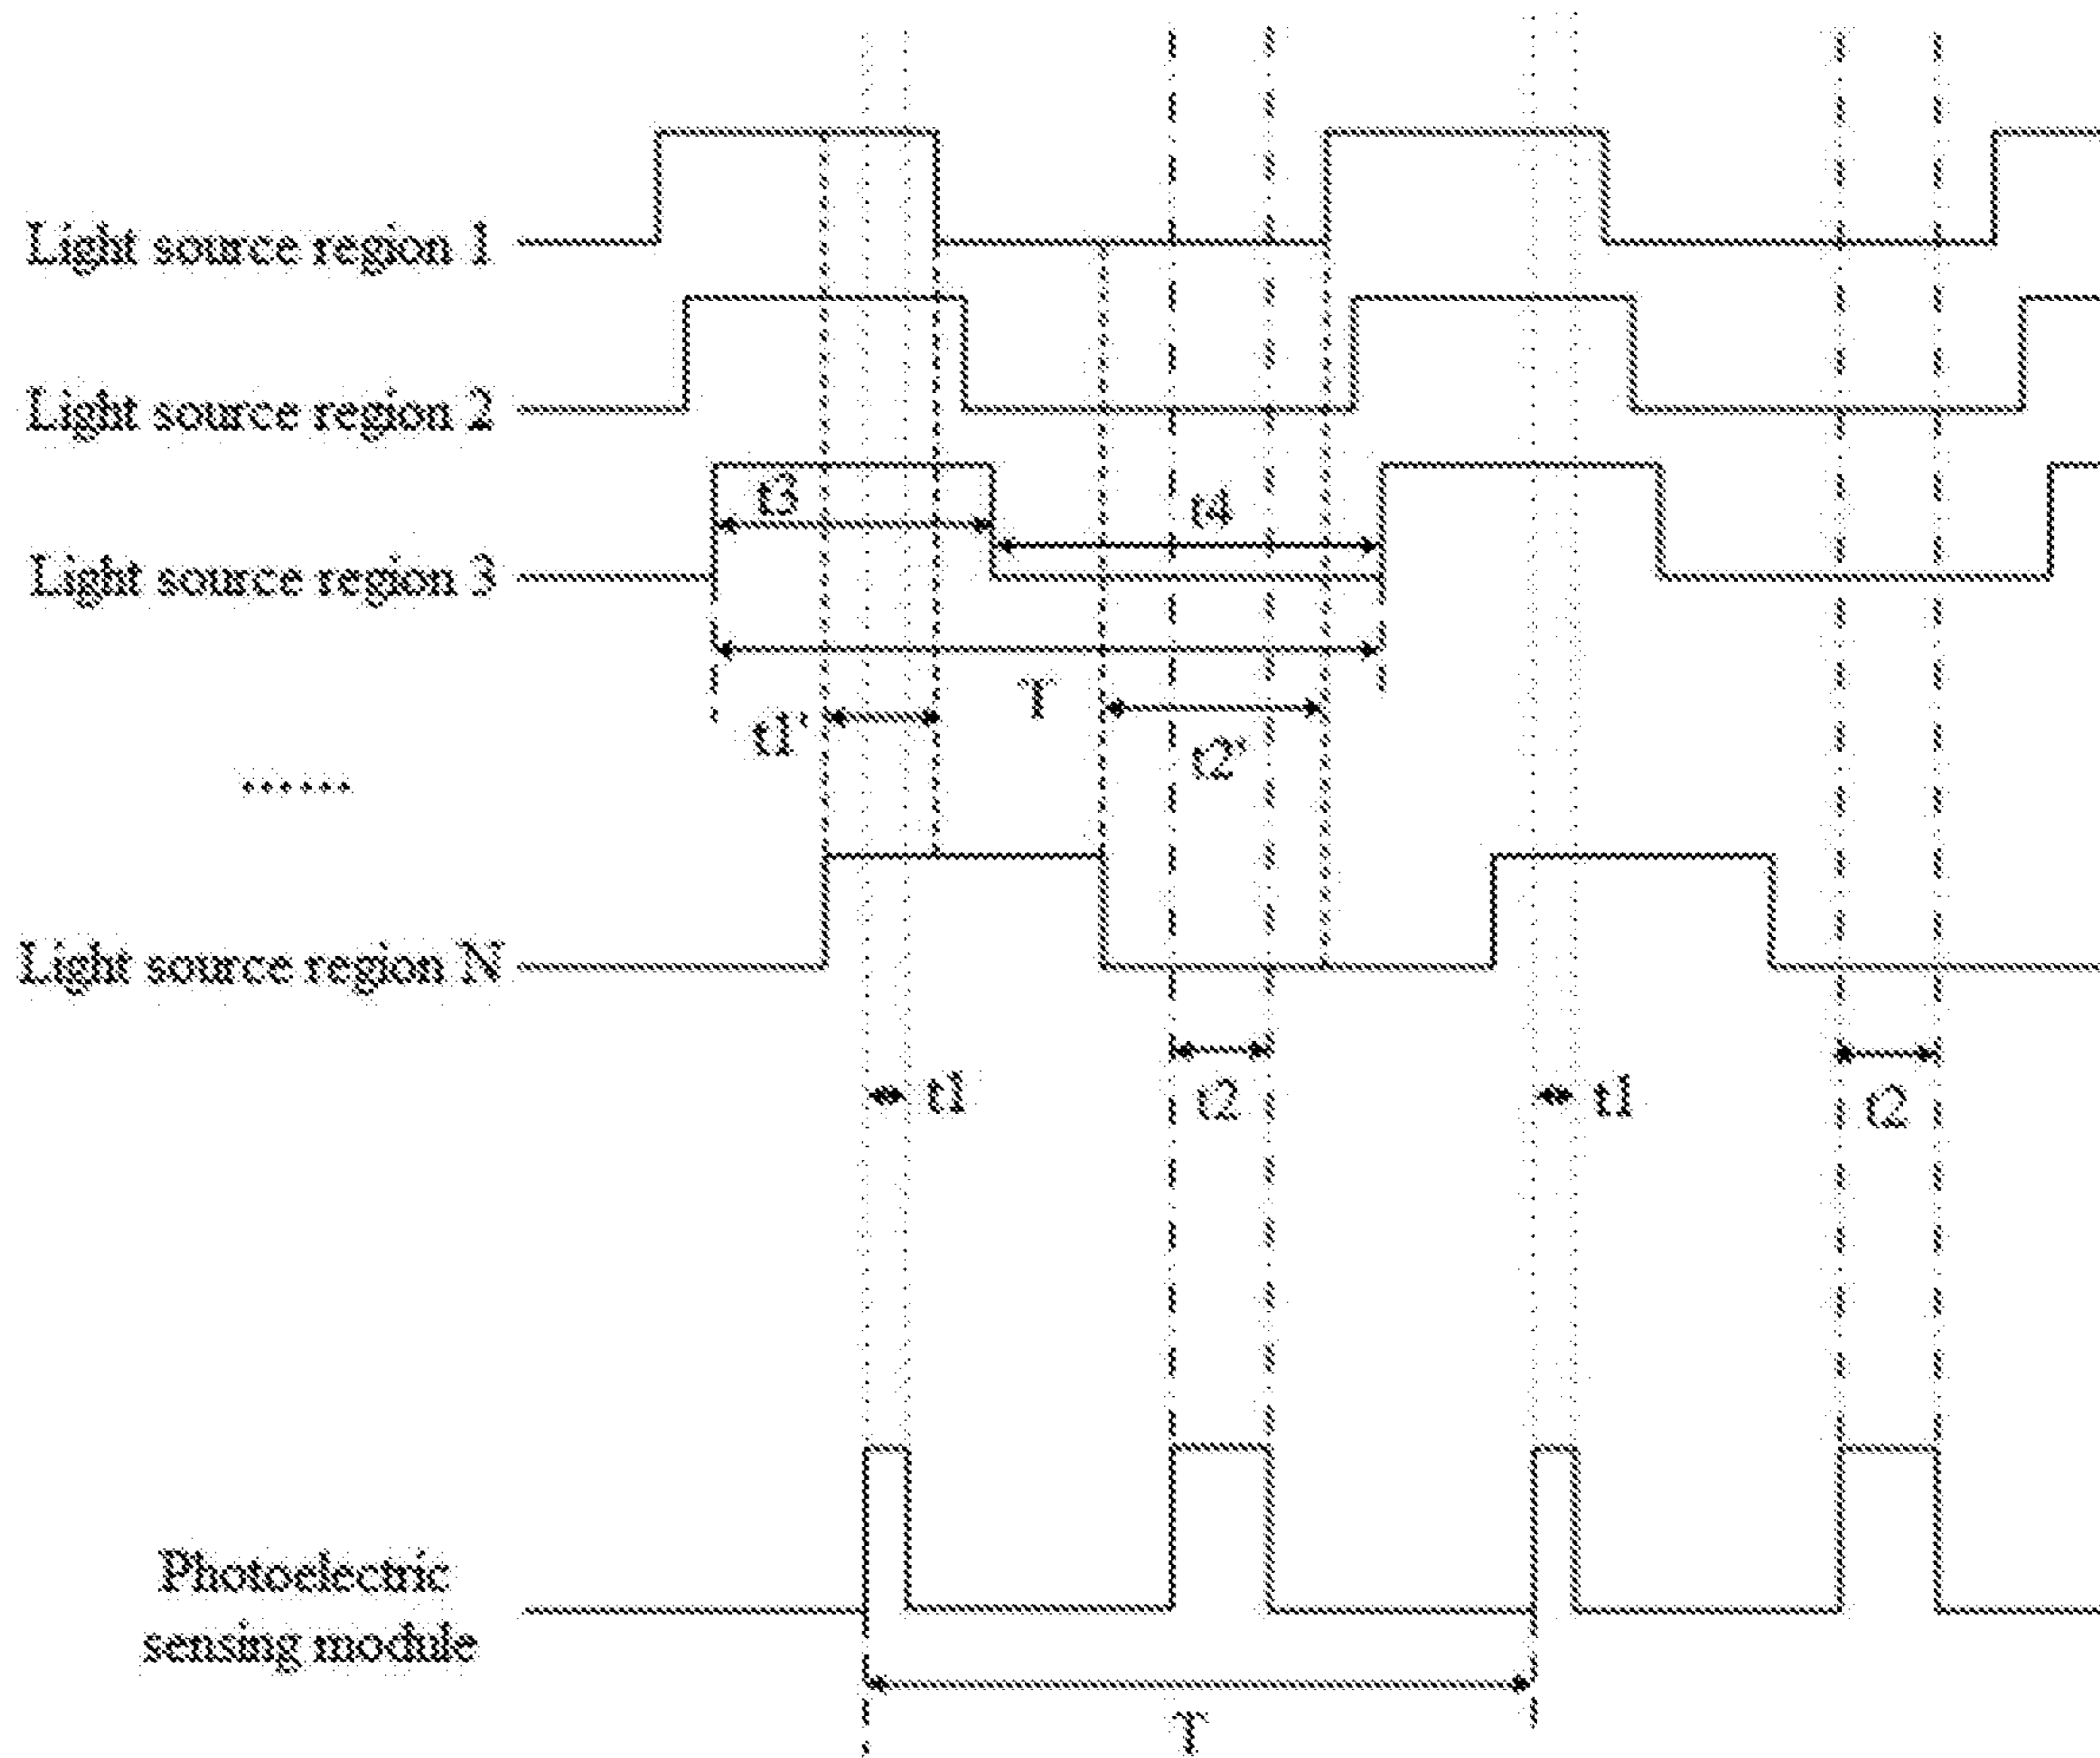 Light source region 1
Light source region 2
t3
t4
Light source region 3
T
t1'
t2'
......
Light source region N
t1
t2
t1
t2
Photoelectric
sensing module
T